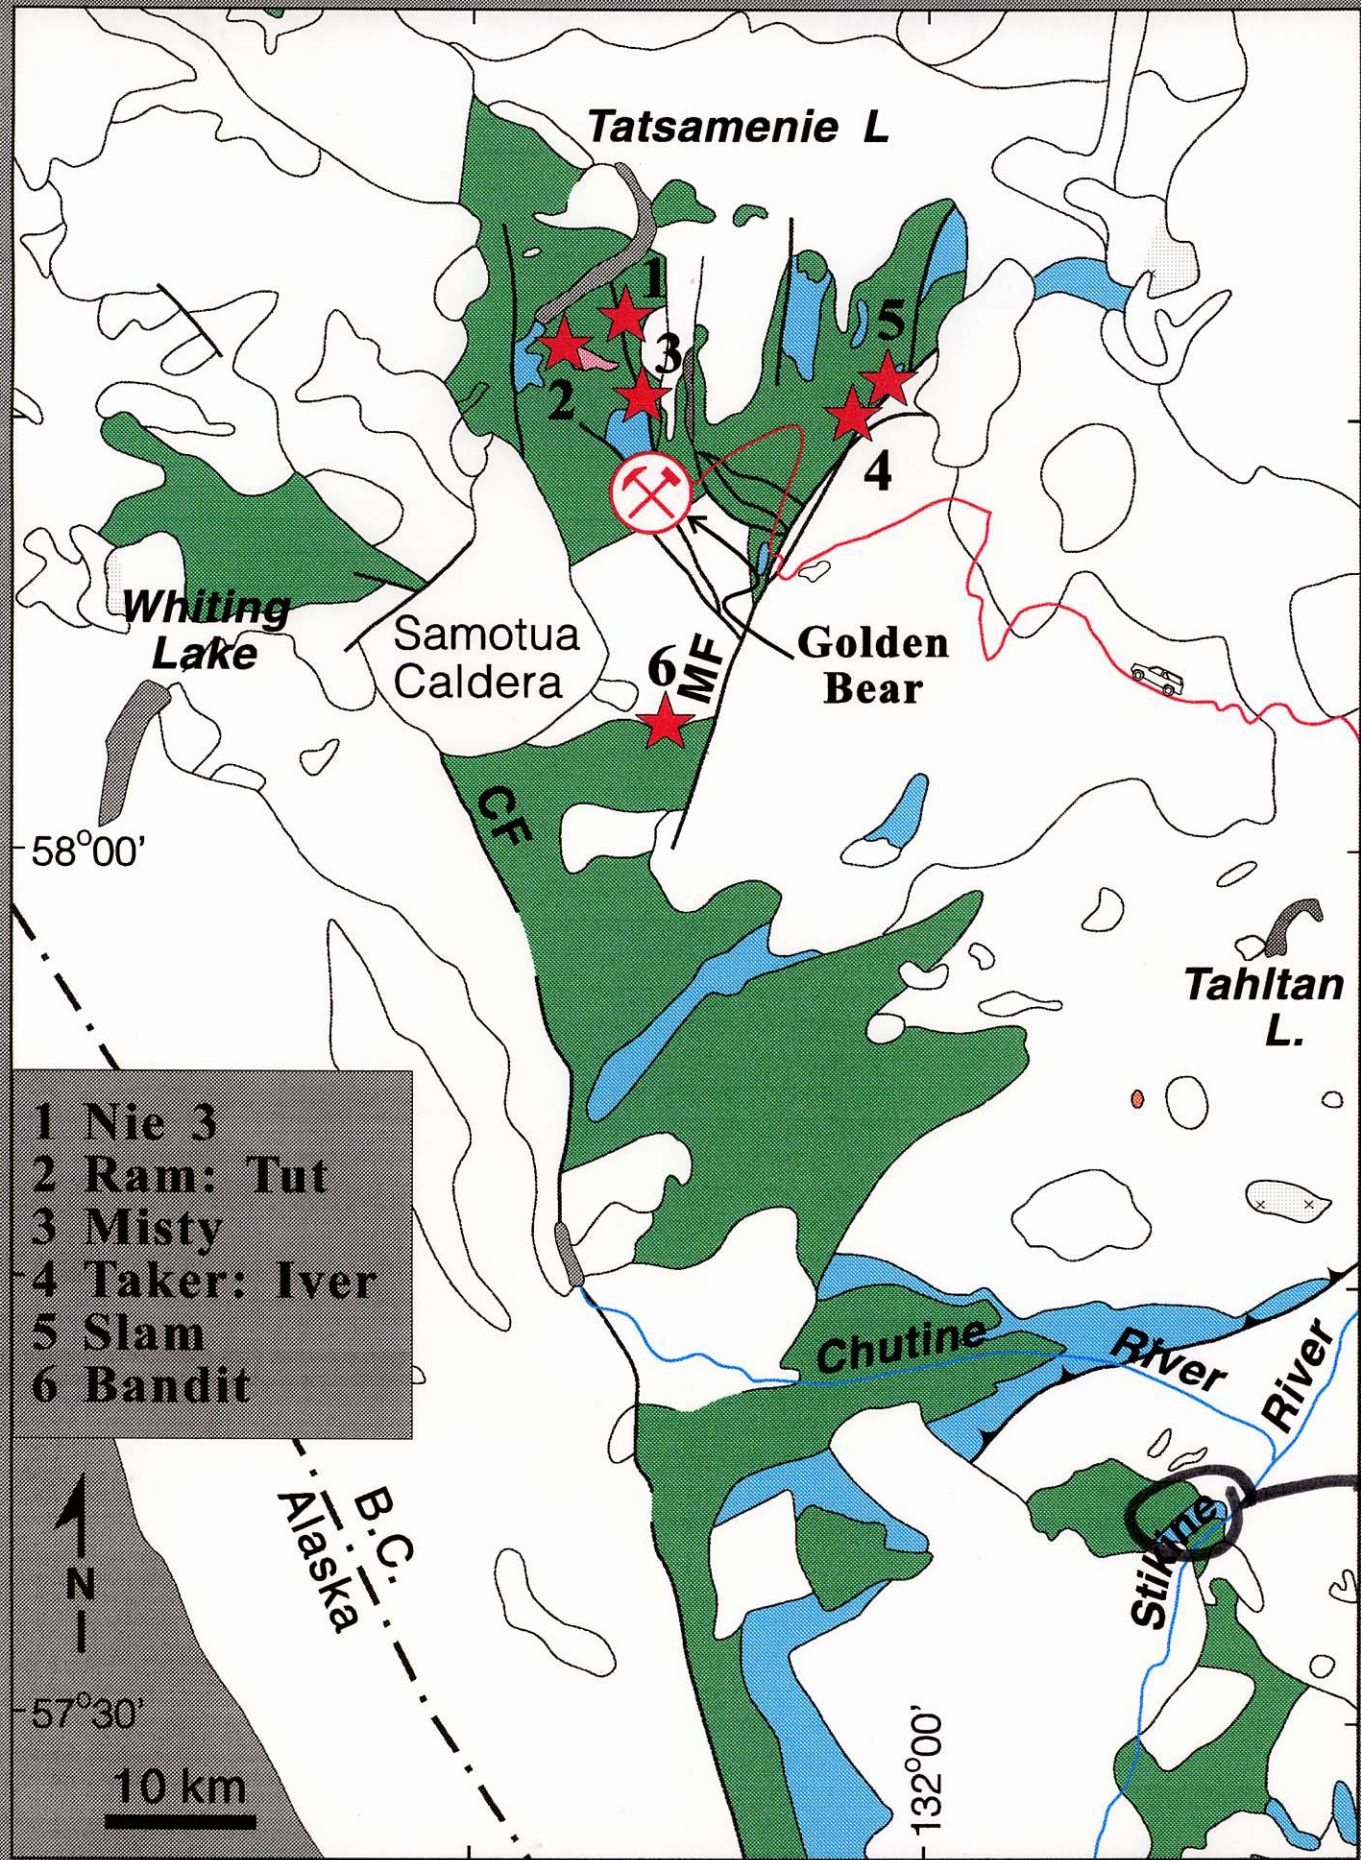 Tatsamenie L
1
5
3
2
4
Whiting
Lake
Samotua
Caldera
6
MF
Golden
Bear
CF
58°00'
Tahltan
L.
1 Nie 3
2 Ram: Tut
3 Misty
4 Taker: Iver
5 Slam
6 Bandit
Chutine River
River
Stikine
B.C.
Alaska
N
57°30'
10 km
132°00'